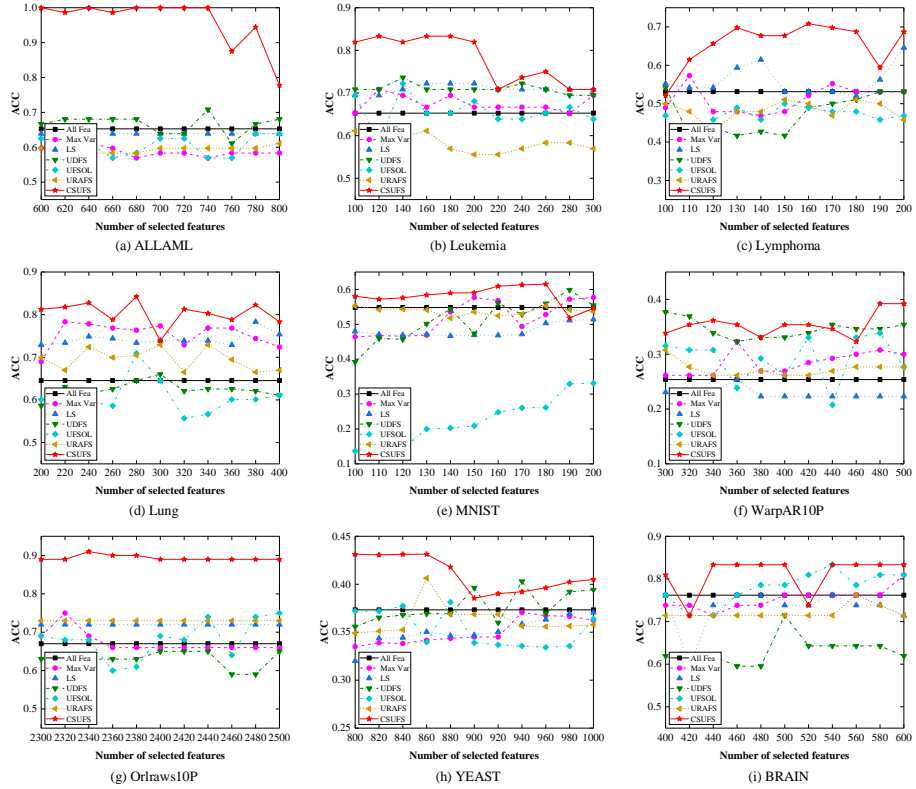 1.0
0.9
0.8
0.7
0.6
0.5
ACC
All Fea
Max Var
LS
UDFS
UFSOL
URAFS
CSUFS
600 620 640 660 680 700 720 740 760 780 800
Number of selected features
(a) ALLAML
0.9
0.8
0.7
0.6
0.5
ACC
All Fea
Max Var
LS
UDFS
UFSOL
URAFS
CSUFS
100 120 140 160 180 200 220 240 260 280 300
Number of selected features
(b) Leukemia
0.7
0.6
0.5
0.4
0.3
ACC
All Fea
Max Var
LS
UDFS
UFSOL
URAFS
CSUFS
100 110 120 130 140 150 160 170 180 190 200
Number of selected features
(c) Lymphoma
0.9
0.8
0.7
0.6
0.5
ACC
All Fea
Max Var
LS
UDFS
UFSOL
URAFS
CSUFS
200 220 240 260 280 300 320 340 360 380 400
Number of selected features
(d) Lung
0.6
0.5
0.4
0.3
0.2
0.1
ACC
All Fea
Max Var
LS
UDFS
UFSOL
URAFS
CSUFS
100 110 120 130 140 150 160 170 180 190 200
Number of selected features
(e) MNIST
0.4
0.3
0.2
0.1
ACC
All Fea
Max Var
LS
UDFS
UFSOL
URAFS
CSUFS
300 320 340 360 380 400 420 440 460 480 500
Number of selected features
(f) WarpAR10P
0.9
0.8
0.7
0.6
0.5
ACC
All Fea
Max Var
LS
UDFS
UFSOL
URAFS
CSUFS
2300 2320 2340 2360 2380 2400 2420 2440 2460 2480 2500
Number of selected features
(g) Orlraws10P
0.45
0.40
0.35
0.30
0.25
ACC
All Fea
Max Var
LS
UDFS
UFSOL
URAFS
CSUFS
800 820 840 860 880 900 920 940 960 980 1000
Number of selected features
(h) YEAST
0.9
0.8
0.7
0.6
0.5
ACC
All Fea
Max Var
LS
UDFS
UFSOL
URAFS
CSUFS
400 420 440 460 480 500 520 540 560 580 600
Number of selected features
(i) BRAIN